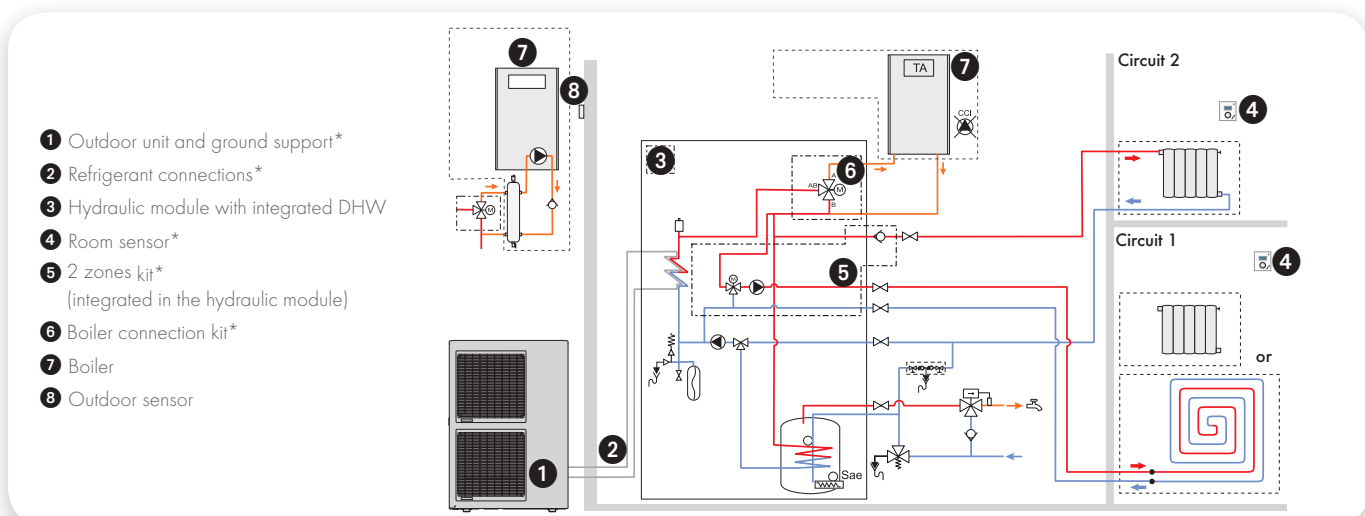 1 Outdoor unit and ground support*
2 Refrigerant connections*
3 Hydraulic module with integrated DHW
4 Room sensor*
5 2 zones kit*
(integrated in the hydraulic module)
6 Boiler connection kit*
7 Boiler
8 Outdoor sensor
7
8
M
1
2
3
TA
7
CCI
6
A
AB
M
B
5
M
Sae
Circuit 2
4
Circuit 1
4
or